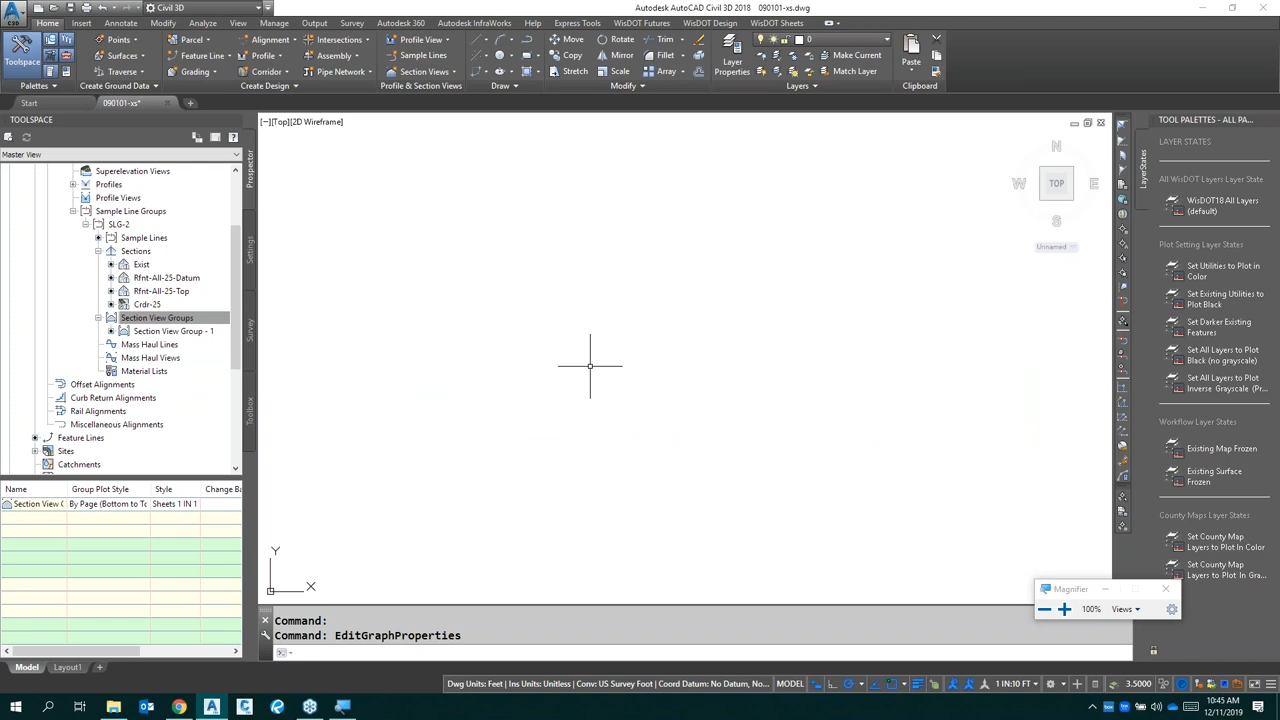 Civil 3D
Autodesk AutoCAD Civil 3D 2018 090101-xs.dwg
C3D
Home Insert Annotate Modify Analyze View Manage Output Survey Autodesk 360 Autodesk InfraWorks Help Express Tools WisDOT Futures WisDOT Design WisDOT Sheets
Toolspace
Points
Surfaces
Traverse
Parcel
Feature Line
Grading
Alignment
Profile
Corridor
Intersections
Assembly
Pipe Network
Profile View
Sample Lines
Section Views
Move
Copy
Stretch
Rotate
Mirror
Scale
Trim
Fillet
Array
Layer
Properties
0
Make Current
Match Layer
Paste
Palettes
Create Ground Data
Create Design
Profile & Section Views
Draw
Modify
Layers
Clipboard
Start
090101-xs*
TOOLSPACE
Master View
Superelevation Views
Profiles
Profile Views
Sample Line Groups
SLG-2
Sample Lines
Sections
Exist
Rfnt-All-25-Datum
Rfnt-All-25-Top
Crdr-25
Section View Groups
Section View Group - 1
Mass Haul Lines
Mass Haul Views
Material Lists
Offset Alignments
Curb Return Alignments
Rail Alignments
Miscellaneous Alignments
Feature Lines
Sites
Catchments
Prospector
Settings
Survey
Toolbox
Name Group Plot Style Style Change Ba
Section View G By Page (Bottom to To Sheets 1 IN 1
[−][Top][2D Wireframe]
N
W TOP E
S
Unnamed
Y
X
Command:
Command: EditGraphProperties
Model Layout1
TOOL PALETTES - ALL PA...
LayerStates
LAYER STATES
All WisDOT Layers Layer State
WisDOT18 All Layers
(default)
Plot Setting Layer States
Set Utilities to Plot in
Color
Set Existing Utilities to
Plot Black
Set Darker Existing
Features
Set All Layers to Plot
Black (no grayscale)
Set All Layers to Plot
Inverse Grayscale (Pr...
Workflow Layer States
Existing Map Frozen
Existing Surface
Frozen
County Maps Layer States
Set County Map
Layers to Plot In Color
Set County Map
Layers to Plot In Gra...
Magnifier
100% Views
Dwg Units: Feet | Ins Units: Unitless | Conv: US Survey Foot | Coord Datum: No Datum, No... MODEL
1 IN:10 FT
3.5000
10:45 AM
12/11/2019